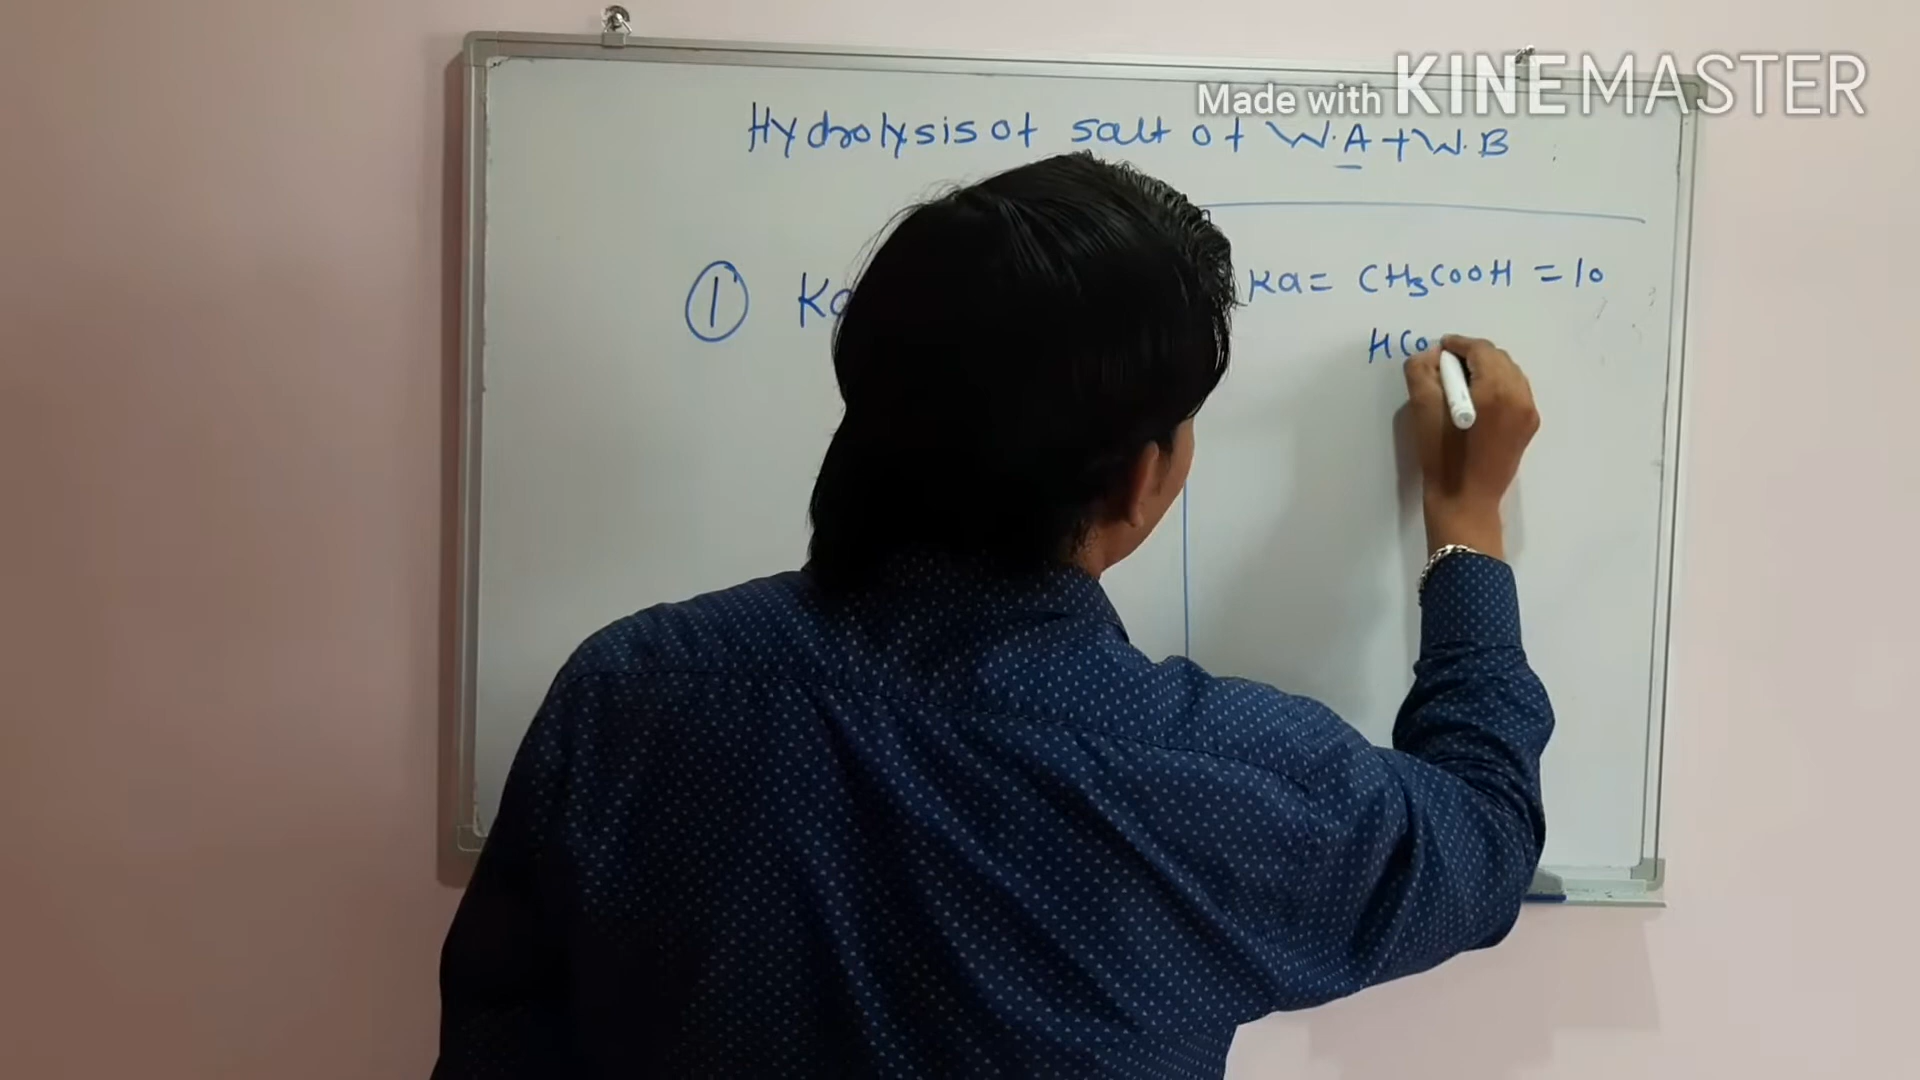 Made with KINEMASTER
Hydrolysis of salt of W.A + W.B
① Ka
Ka = CH3COOH = 10
HCo